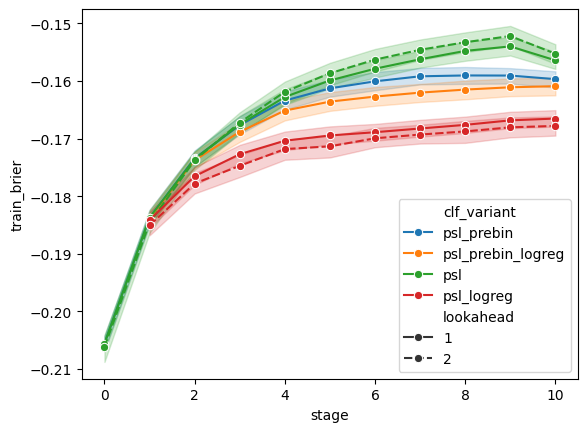 −0.15
−0.16
−0.17
−0.18
−0.19
−0.20
−0.21
train_brier
clf_variant
psl_prebin
psl_prebin_logreg
psl
psl_logreg
lookahead
1
2
0 2 4 6 8 10
stage